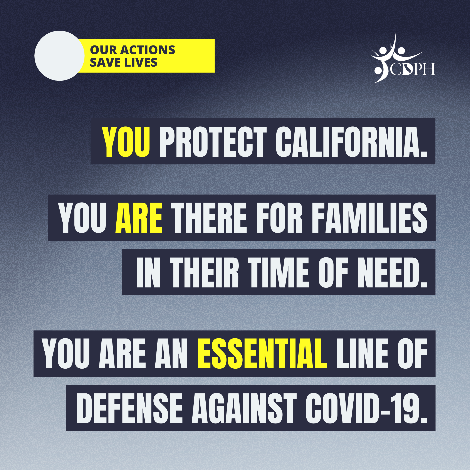 OUR ACTIONS
SAVE LIVES
CDPH
YOU PROTECT CALIFORNIA.
YOU ARE THERE FOR FAMILIES
IN THEIR TIME OF NEED.
YOU ARE AN ESSENTIAL LINE OF
DEFENSE AGAINST COVID-19.